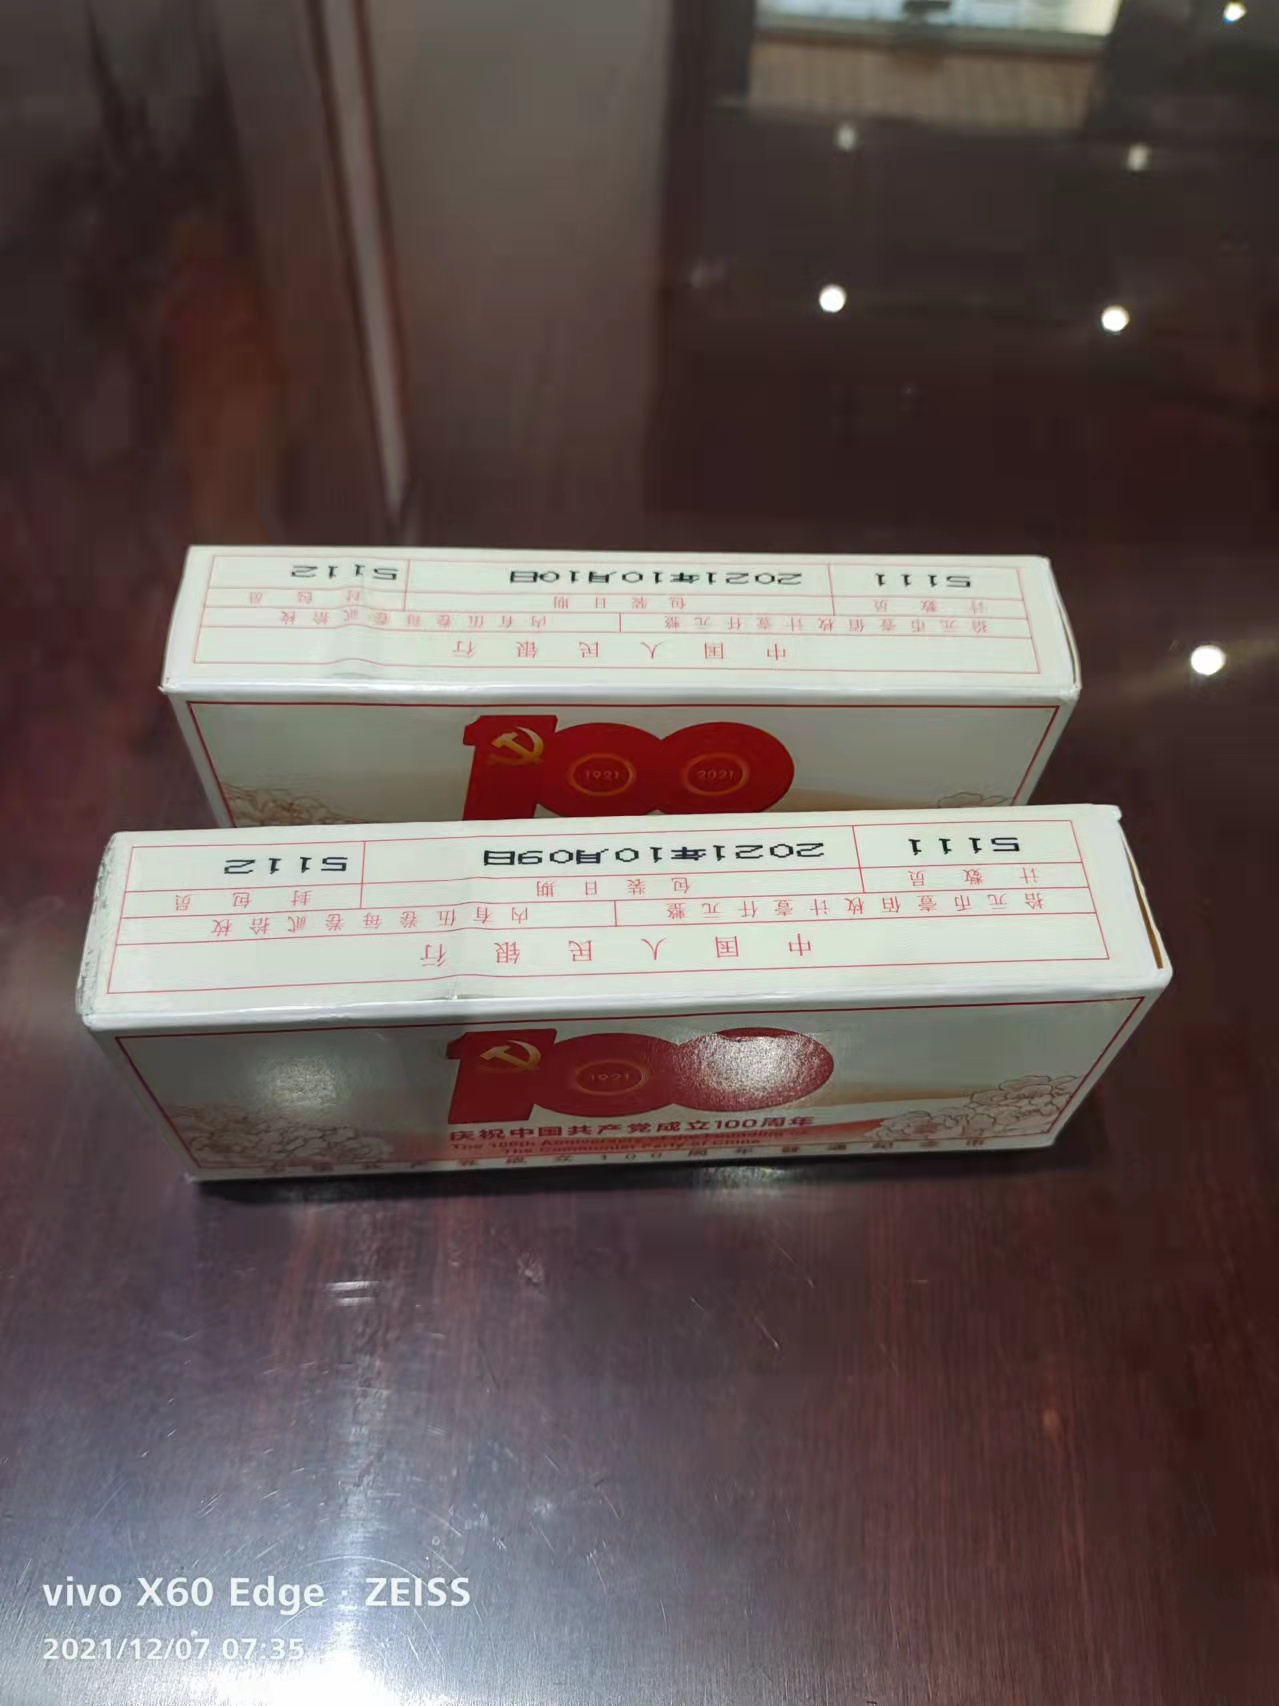 中国人民银行
拾元币壹佰枚计壹仟元整
内有伍卷每卷贰拾枚
计数员
包装日期
封包员
5111
2021年10月10日
5112
100
1921
2021
中国人民银行
拾元币壹佰枚计壹仟元整
内有伍卷每卷贰拾枚
计数员
包装日期
封包员
5111
2021年10月09日
5112
100
1921
庆祝中国共产党成立100周年
The 100th Anniversary of the Founding of
The Communist Party of China
vivo X60 Edge · ZEISS
2021/12/07 07:35